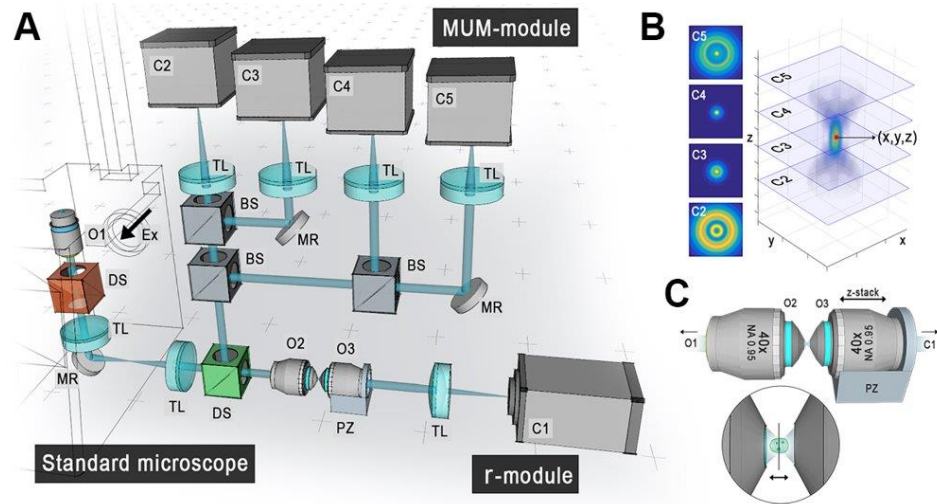 A
MUM-module
C2
C3
C4
C5
TL
TL
TL
TL
BS
MR
O1
Ex
DS
BS
BS
MR
TL
MR
TL
DS
O2
O3
PZ
TL
C1
Standard microscope
r-module
B
C5
C4
C3
C2
C5
C4
C3
C2
z
(x,y,z)
y
x
C
O2
O3
z-stack
O1
40x
NA 0.95
40x
NA 0.95
C1
PZ